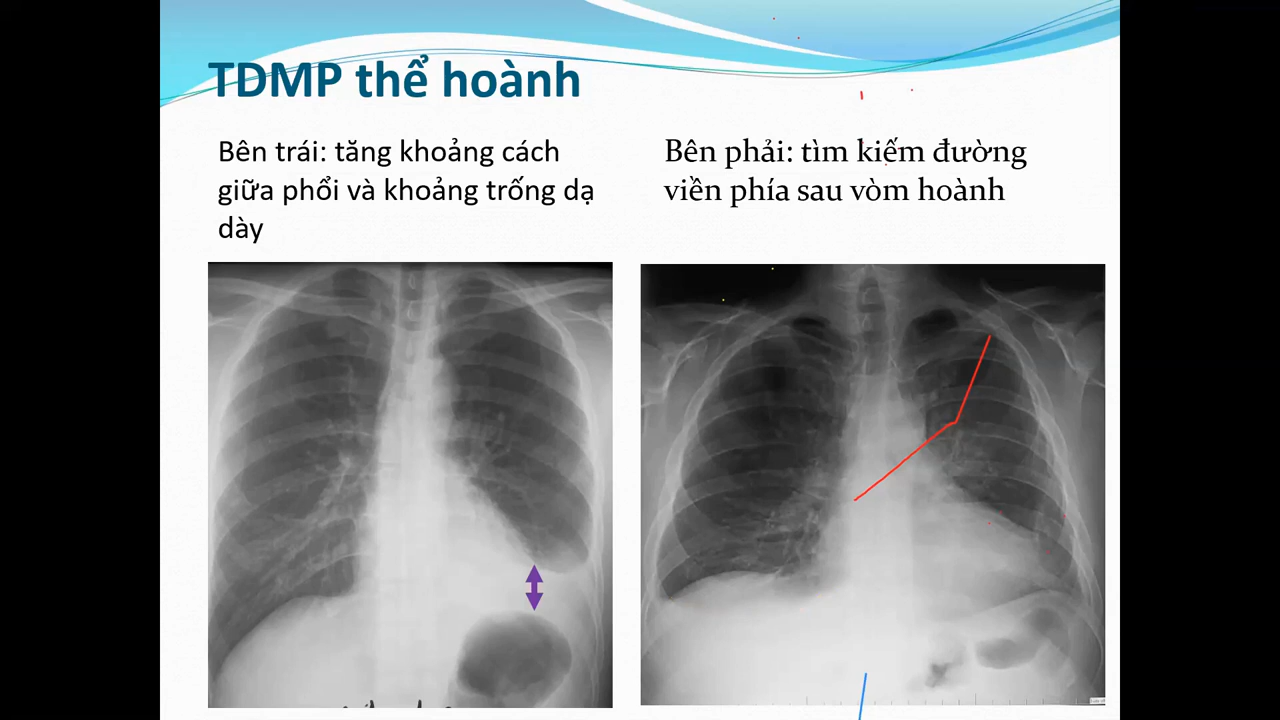 TDMP thể hoành
Bên trái: tăng khoảng cách
giữa phổi và khoảng trống dạ
dày
Bên phải: tìm kiếm đường
viền phía sau vòm hoành